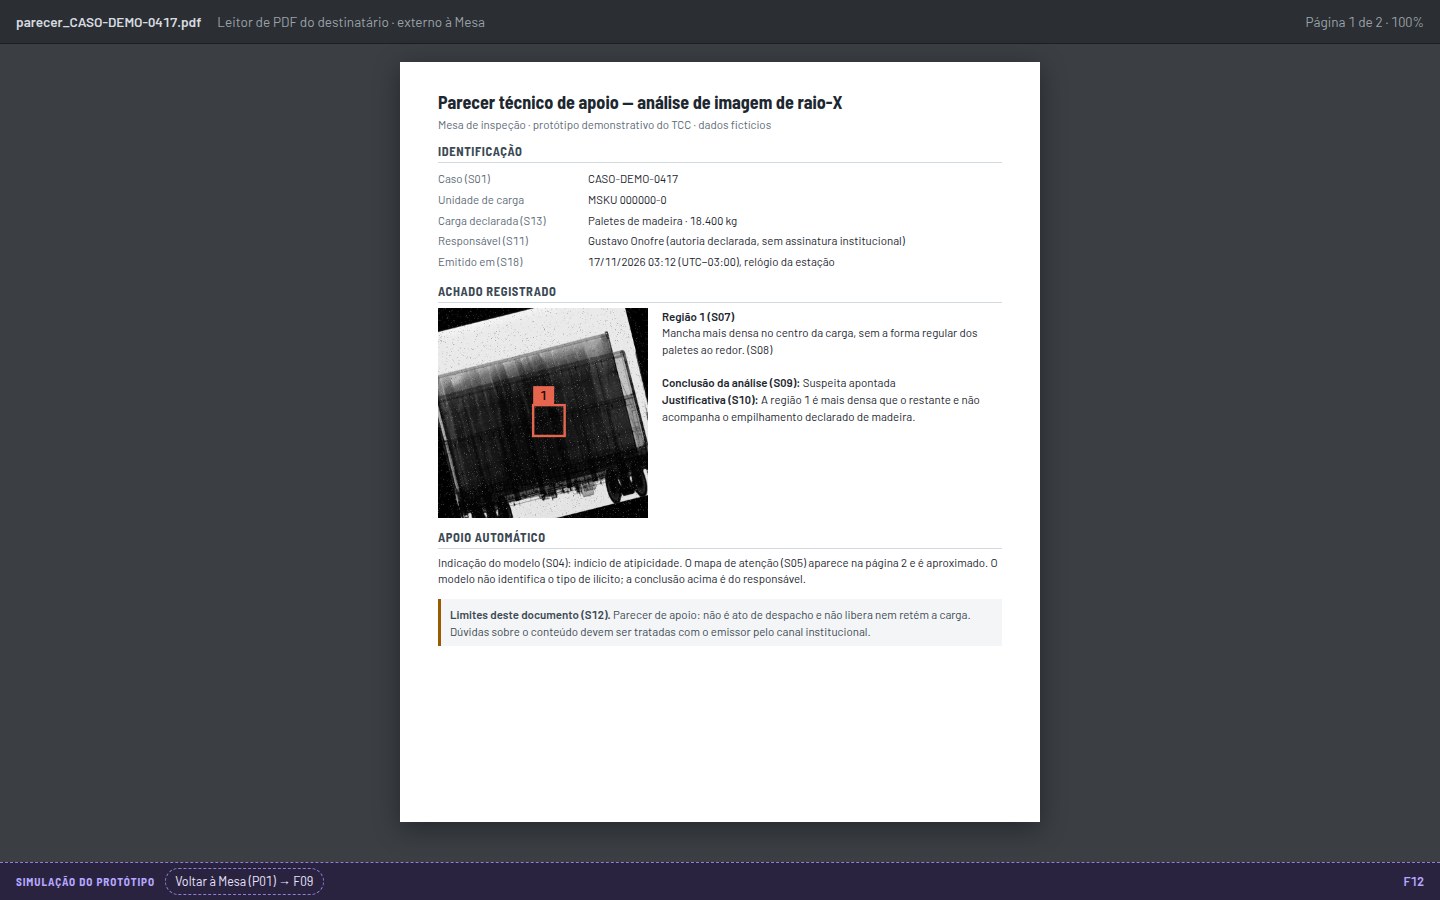 parecer_CASO-DEMO-0417.pdf Leitor de PDF do destinatário · externo à Mesa Página 1 de 2 · 100%
Parecer técnico de apoio — análise de imagem de raio-X
Mesa de inspeção · protótipo demonstrativo do TCC · dados fictícios
IDENTIFICAÇÃO
Caso (S01) CASO-DEMO-0417
Unidade de carga MSKU 000000-0
Carga declarada (S13) Paletes de madeira · 18.400 kg
Responsável (S11) Gustavo Onofre (autoria declarada, sem assinatura institucional)
Emitido em (S18) 17/11/2026 03:12 (UTC−03:00), relógio da estação
ACHADO REGISTRADO
1
Região 1 (S07)
Mancha mais densa no centro da carga, sem a forma regular dos
paletes ao redor. (S08)
Conclusão da análise (S09): Suspeita apontada
Justificativa (S10): A região 1 é mais densa que o restante e não
acompanha o empilhamento declarado de madeira.
APOIO AUTOMÁTICO
Indicação do modelo (S04): indício de atipicidade. O mapa de atenção (S05) aparece na página 2 e é aproximado. O
modelo não identifica o tipo de ilícito; a conclusão acima é do responsável.
Limites deste documento (S12). Parecer de apoio: não é ato de despacho e não libera nem retém a carga.
Dúvidas sobre o conteúdo devem ser tratadas com o emissor pelo canal institucional.
SIMULAÇÃO DO PROTÓTIPO Voltar à Mesa (P01) → F09 F12